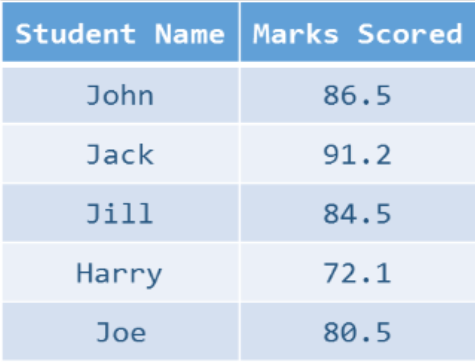 Student Name Marks Scored
John 86.5
Jack 91.2
Jill 84.5
Harry 72.1
Joe 80.5